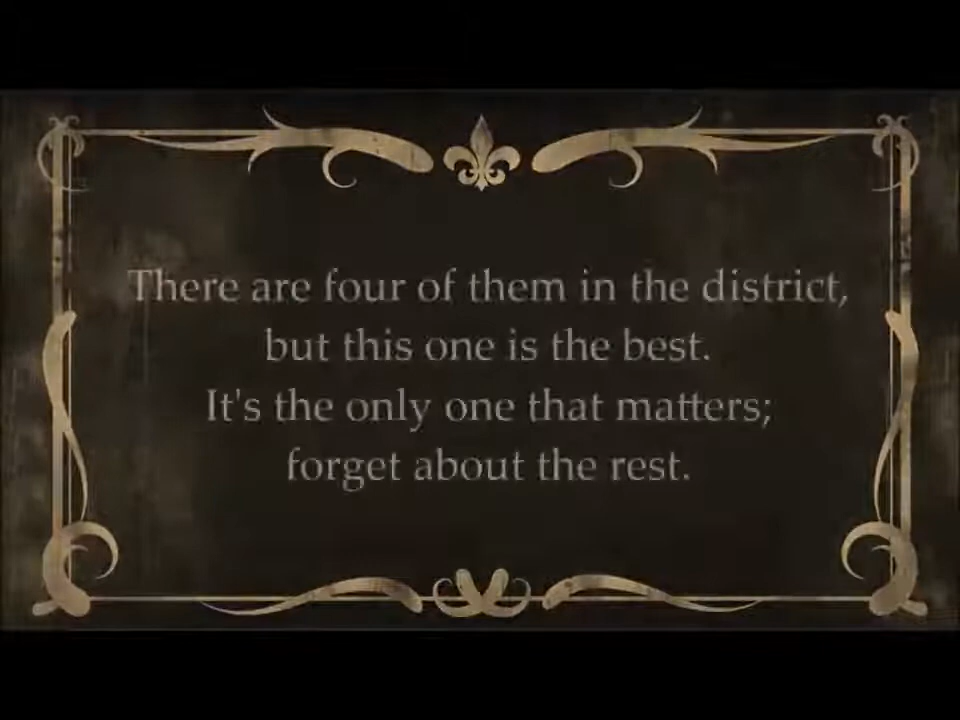 There are four of them in the district,
but this one is the best.
It's the only one that matters;
forget about the rest.